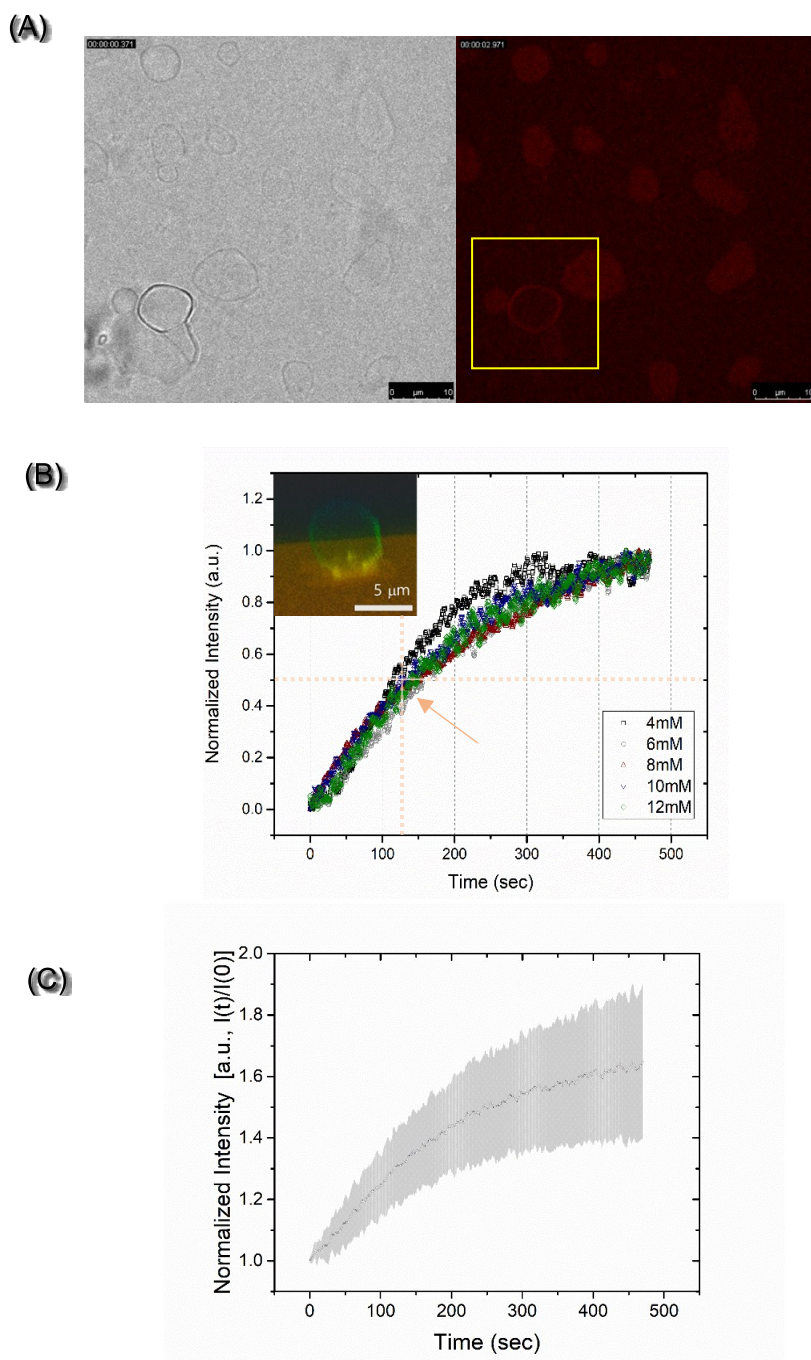 (A)
00:00:00.371
00:00:02.971
0 µm 10
0 µm 10
(B)
Normalized Intensity (a.u.)
1.2
1.0
0.8
0.6
0.4
0.2
0.0
5 µm
4mM
6mM
8mM
10mM
12mM
0 100 200 300 400 500
Time (sec)
(C)
Normalized Intensity [a.u., I(t)/I(0)]
2.0
1.8
1.6
1.4
1.2
1.0
0 100 200 300 400 500
Time (sec)